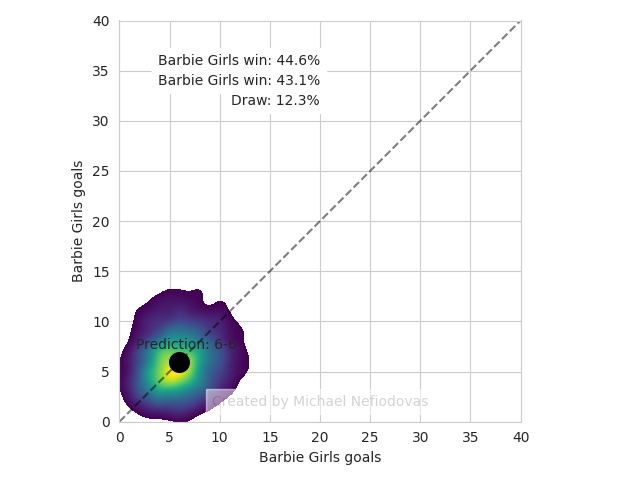 40
35
30
25
20
15
10
5
0
Barbie Girls goals
Barbie Girls win: 44.6%
Barbie Girls win: 43.1%
Draw: 12.3%
Prediction: 6-6
Created by Michael Nefiodovas
0 5 10 15 20 25 30 35 40
Barbie Girls goals